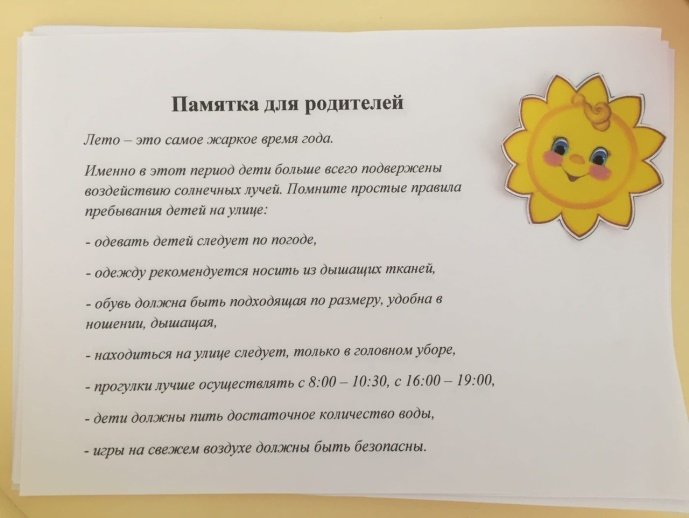 Памятка для родителей
Лето – это самое жаркое время года.
Именно в этот период дети больше всего подвержены
воздействию солнечных лучей. Помните простые правила
пребывания детей на улице:
- одевать детей следует по погоде,
- одежду рекомендуется носить из дышащих тканей,
- обувь должна быть подходящая по размеру, удобна в
ношении, дышащая,
- находиться на улице следует, только в головном уборе,
- прогулки лучше осуществлять с 8:00 – 10:30, с 16:00 – 19:00,
- дети должны пить достаточное количество воды,
- игры на свежем воздухе должны быть безопасны.